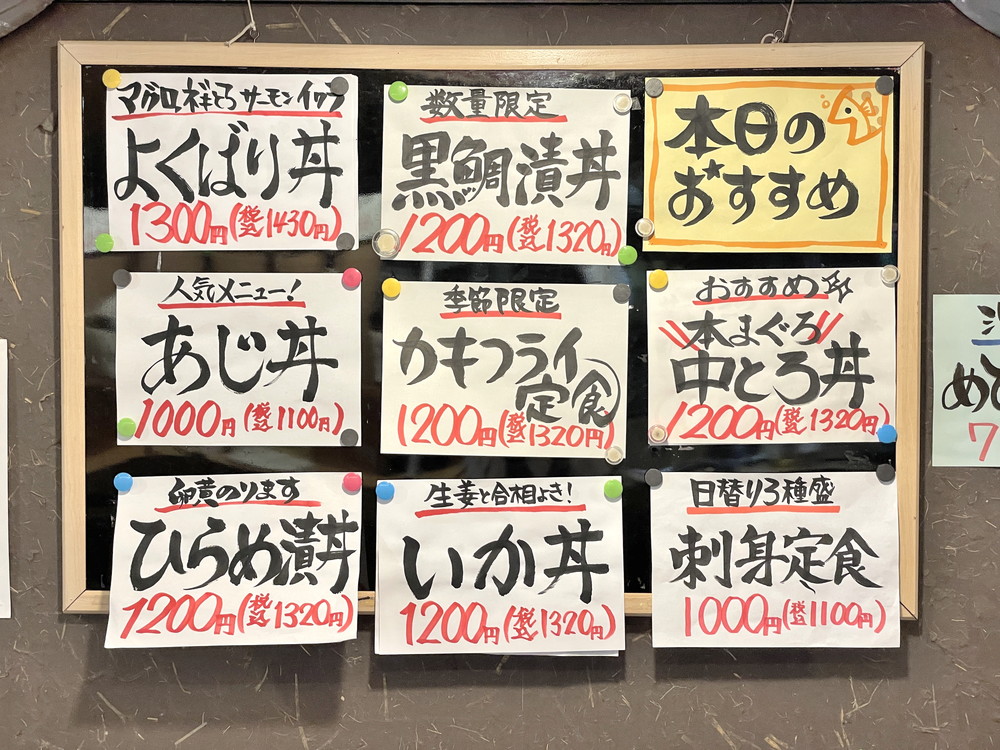 マグロ、ネギとろ サーモン イクラ
よくばり丼
1300円(税込1430円)
数量限定
黒鯛漬丼
1200円(税込1320円)
本日の
おすすめ
人気メニュー!
あじ丼
1000円(税込1100円)
季節限定
カキフライ
定食
1200円(税込1320円)
おすすめ
本まぐろ
中とろ丼
1200円(税込1320円)
卵黄のります
ひらめ漬丼
1200円(税込1320円)
生姜と合相よき!
いか丼
1200円(税込1320円)
日替り3種盛
刺身定食
1000円(税込1100円)
め
7